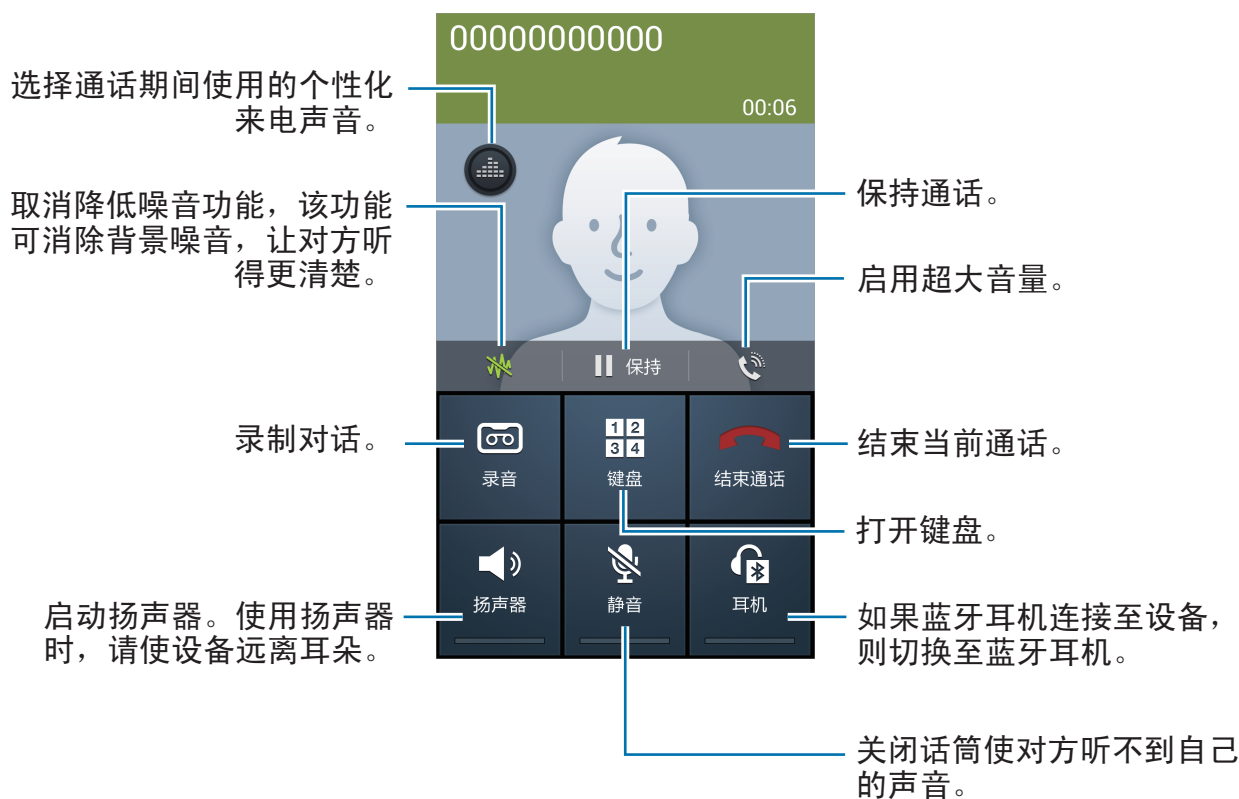 00000000000
00:06
选择通话期间使用的个性化
来电声音。
取消降低噪音功能，该功能
可消除背景噪音，让对方听
得更清楚。
保持通话。
启用超大音量。
保持
录制对话。
1 2
3 4
录音
键盘
结束通话
结束当前通话。
打开键盘。
扬声器
静音
耳机
启动扬声器。使用扬声器
时，请使设备远离耳朵。
如果蓝牙耳机连接至设备，
则切换至蓝牙耳机。
关闭话筒使对方听不到自己
的声音。